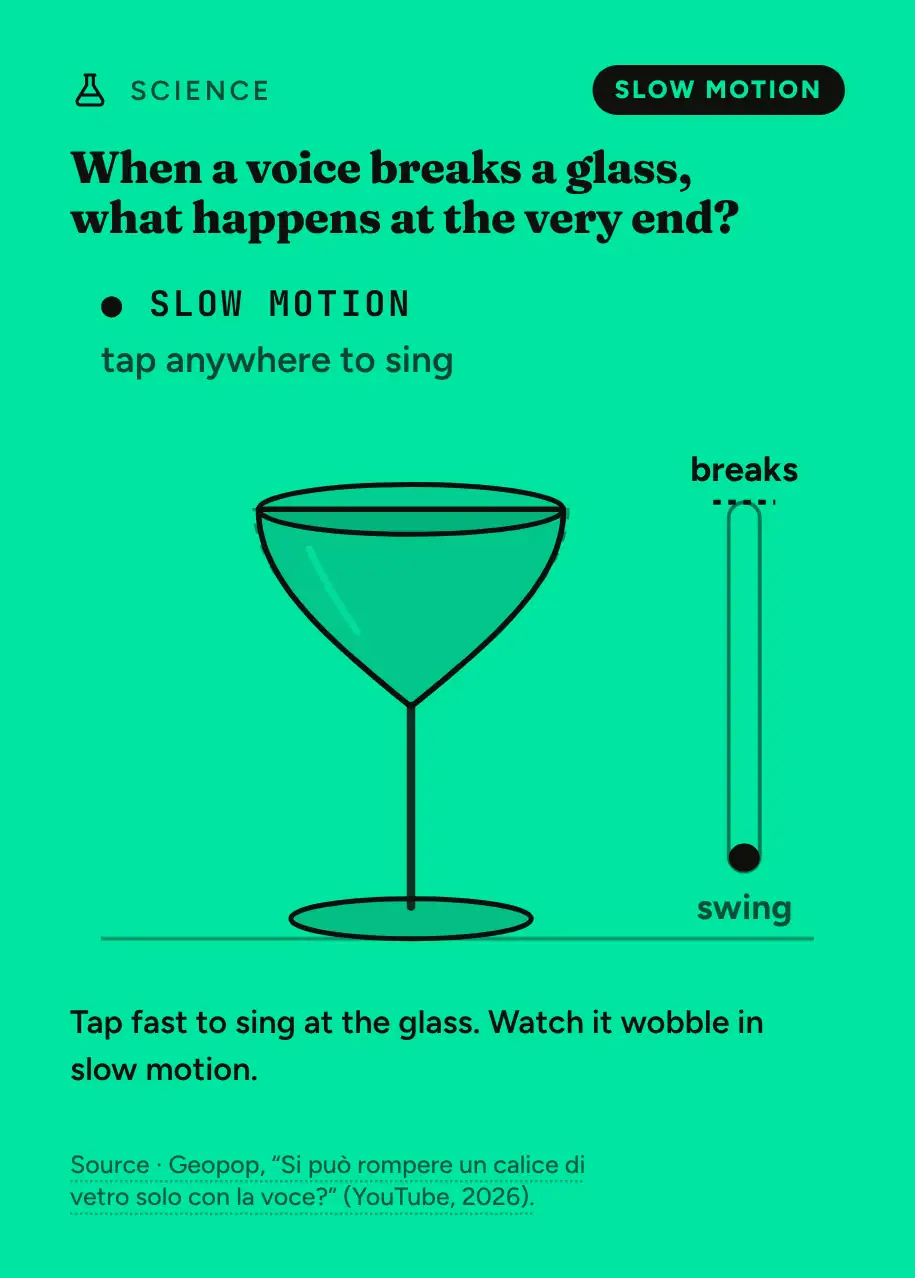 SCIENCE
SLOW MOTION
When a voice breaks a glass,
what happens at the very end?
SLOW MOTION
tap anywhere to sing
breaks
swing
Tap fast to sing at the glass. Watch it wobble in
slow motion.
Source · Geopop, “Si può rompere un calice di
vetro solo con la voce?” (YouTube, 2026).